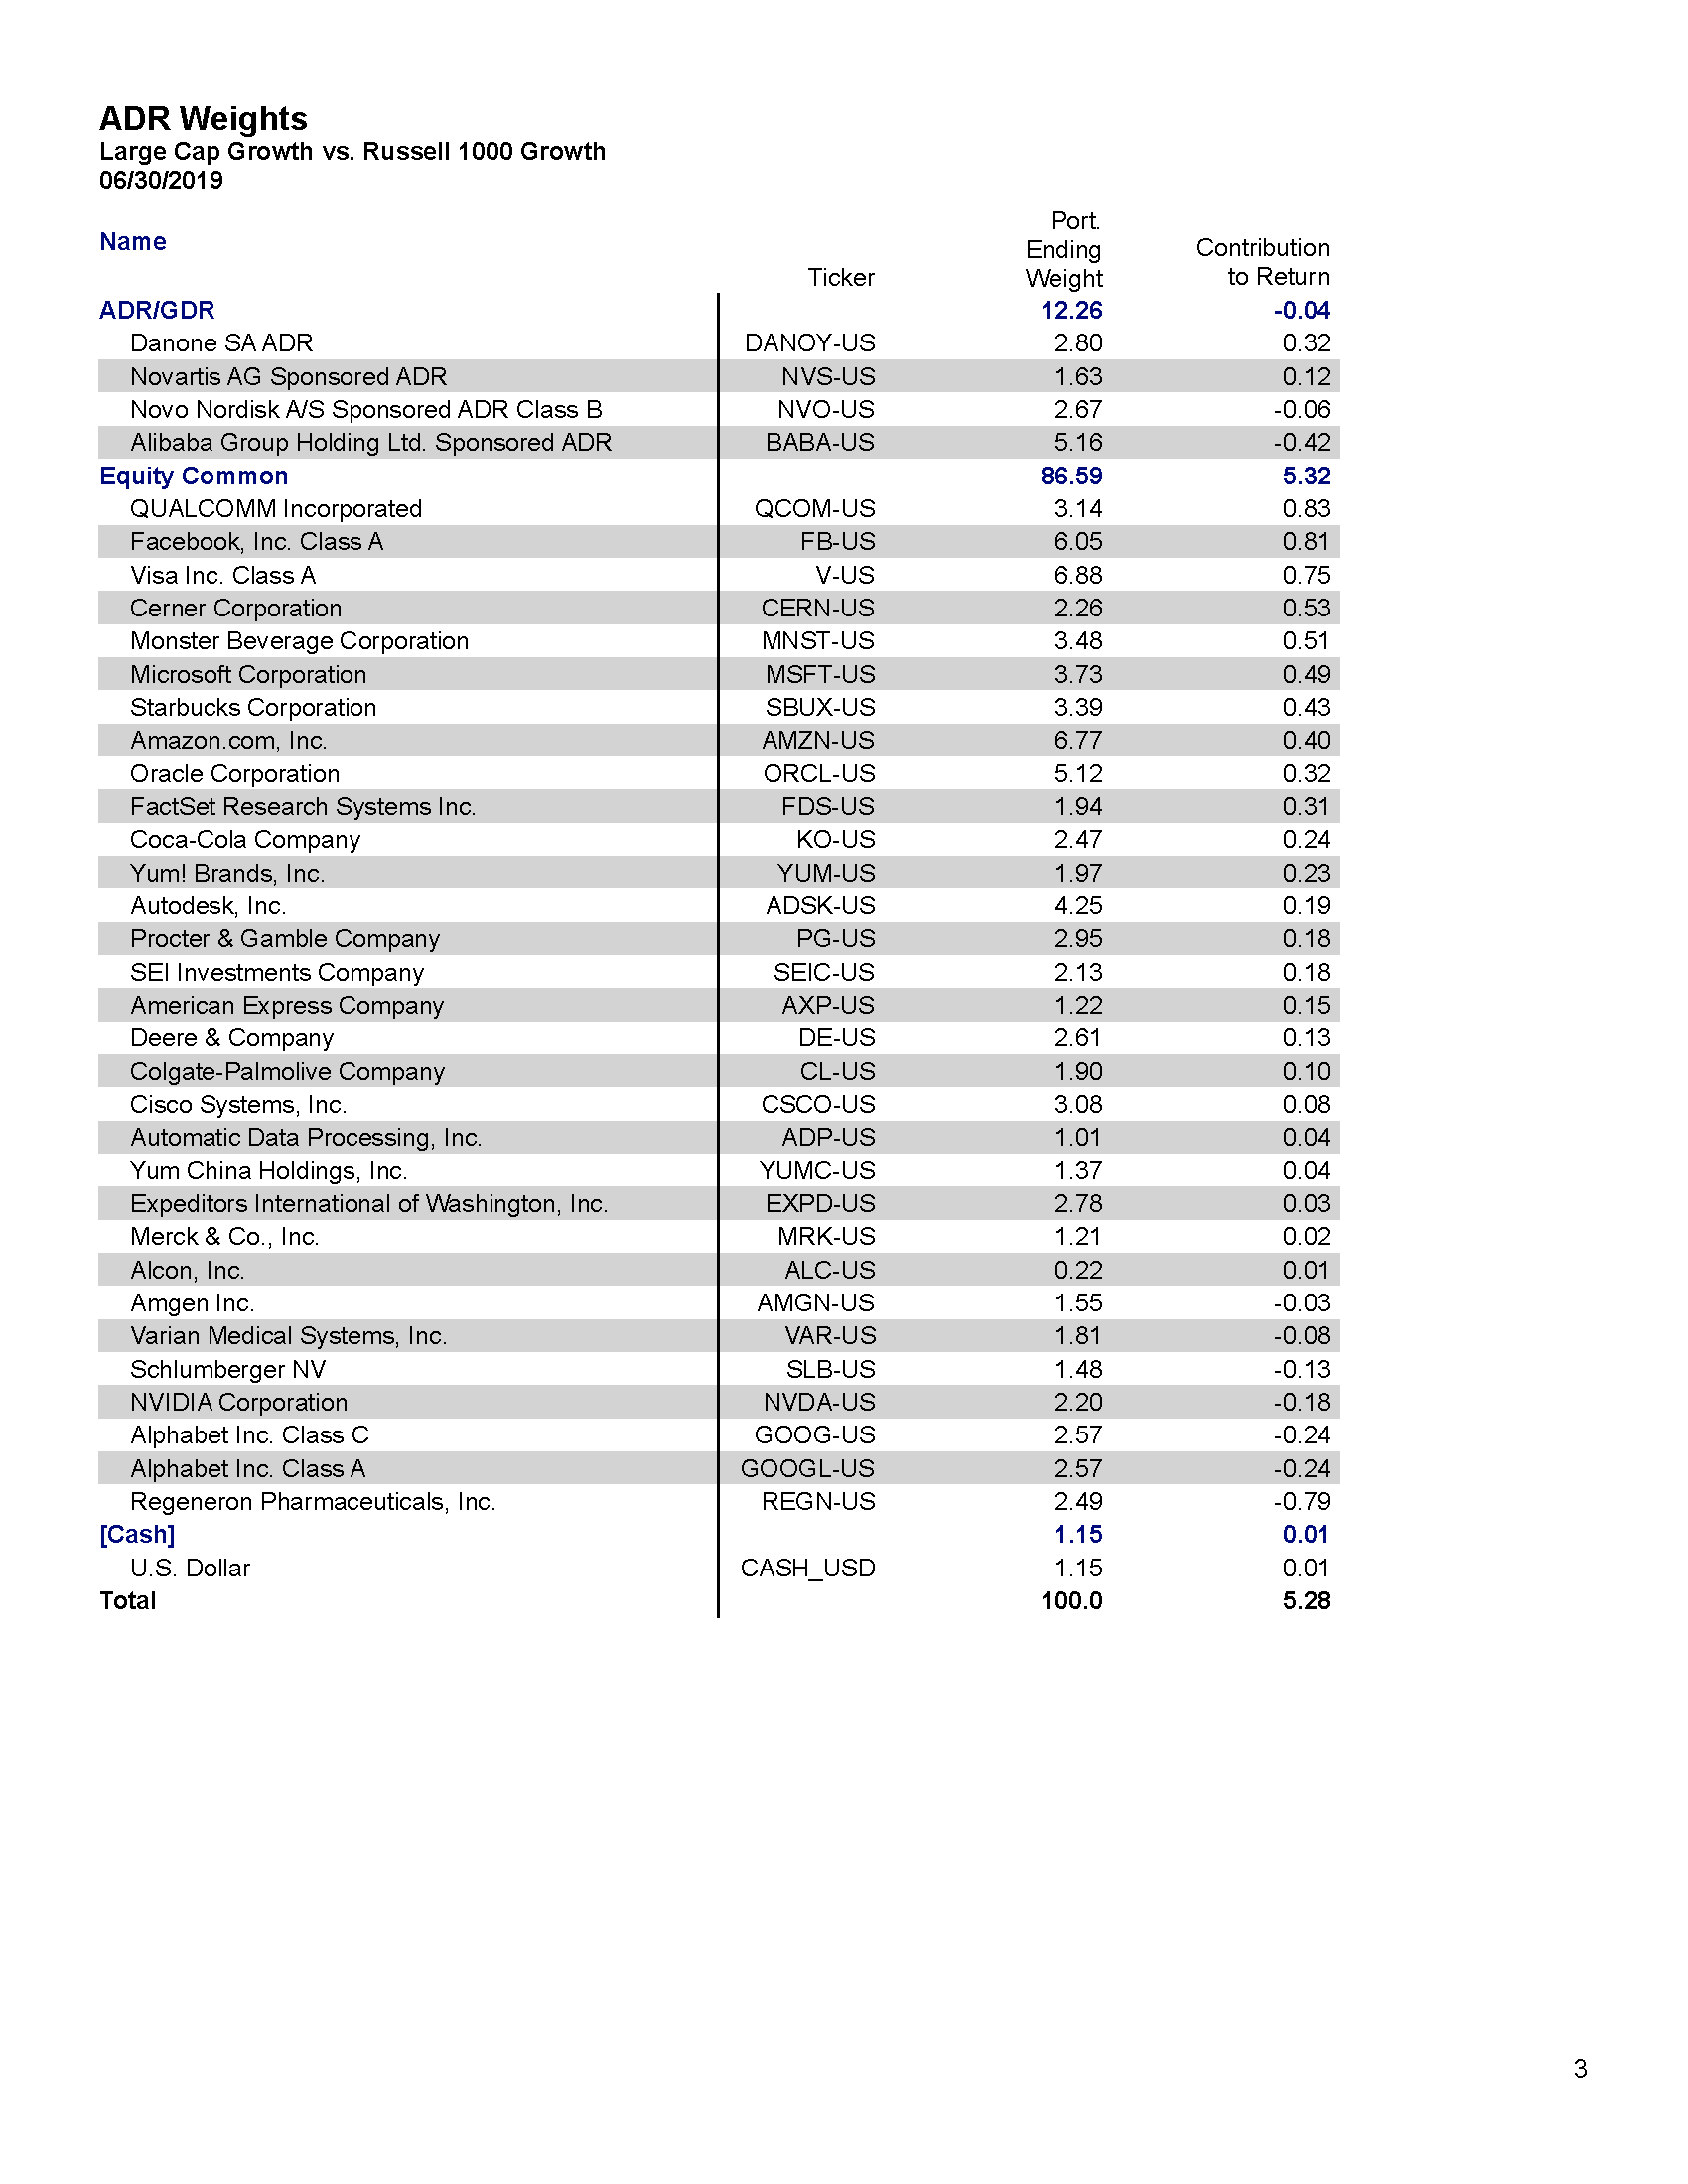 ADR Weights
Large Cap Growth vs. Russell 1000 Growth
06/30/2019
Name Ticker Port. Ending Weight Contribution to Return
ADR/GDR 12.26 -0.04
Danone SA ADR DANOY-US 2.80 0.32
Novartis AG Sponsored ADR NVS-US 1.63 0.12
Novo Nordisk A/S Sponsored ADR Class B NVO-US 2.67 -0.06
Alibaba Group Holding Ltd. Sponsored ADR BABA-US 5.16 -0.42
Equity Common 86.59 5.32
QUALCOMM Incorporated QCOM-US 3.14 0.83
Facebook, Inc. Class A FB-US 6.05 0.81
Visa Inc. Class A V-US 6.88 0.75
Cerner Corporation CERN-US 2.26 0.53
Monster Beverage Corporation MNST-US 3.48 0.51
Microsoft Corporation MSFT-US 3.73 0.49
Starbucks Corporation SBUX-US 3.39 0.43
Amazon.com, Inc. AMZN-US 6.77 0.40
Oracle Corporation ORCL-US 5.12 0.32
FactSet Research Systems Inc. FDS-US 1.94 0.31
Coca-Cola Company KO-US 2.47 0.24
Yum! Brands, Inc. YUM-US 1.97 0.23
Autodesk, Inc. ADSK-US 4.25 0.19
Procter & Gamble Company PG-US 2.95 0.18
SEI Investments Company SEIC-US 2.13 0.18
American Express Company AXP-US 1.22 0.15
Deere & Company DE-US 2.61 0.13
Colgate-Palmolive Company CL-US 1.90 0.10
Cisco Systems, Inc. CSCO-US 3.08 0.08
Automatic Data Processing, Inc. ADP-US 1.01 0.04
Yum China Holdings, Inc. YUMC-US 1.37 0.04
Expeditors International of Washington, Inc. EXPD-US 2.78 0.03
Merck & Co., Inc. MRK-US 1.21 0.02
Alcon, Inc. ALC-US 0.22 0.01
Amgen Inc. AMGN-US 1.55 -0.03
Varian Medical Systems, Inc. VAR-US 1.81 -0.08
Schlumberger NV SLB-US 1.48 -0.13
NVIDIA Corporation NVDA-US 2.20 -0.18
Alphabet Inc. Class C GOOG-US 2.57 -0.24
Alphabet Inc. Class A GOOGL-US 2.57 -0.24
Regeneron Pharmaceuticals, Inc. REGN-US 2.49 -0.79
[Cash] 1.15 0.01
U.S. Dollar CASH_USD 1.15 0.01
Total 100.0 5.28
3